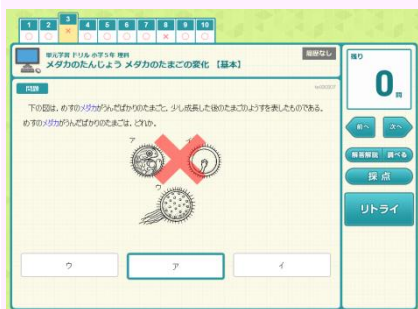 1 2 3 4 5 6 7 8 9 10
単元学習 ドリル 小学5年 理科
履歴なし
メダカのたんじょう メダカのたまごの変化 【基本】
問題
下の図は、めすのメダカがうんだばかりのたまごと、少し成長した後のたまごのようすを表したものである。
めすのメダカがうんだばかりのたまごは、どれか。
ア
イ
ウ
ウ
ア
イ
残り
0問
前へ 次へ
解答解説 調べる
採点
リトライ